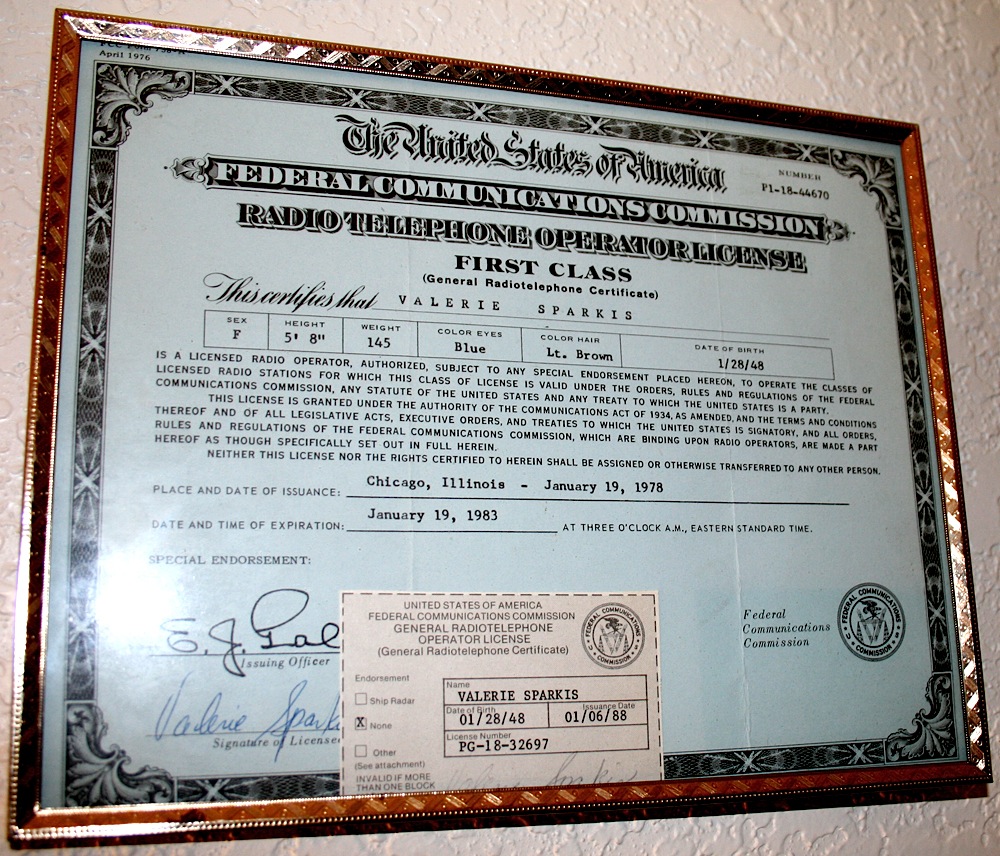 April 1976
The United States of America
NUMBER
P1-18-44670
FEDERAL COMMUNICATIONS COMMISSION
RADIO TELEPHONE OPERATOR LICENSE
FIRST CLASS
(General Radiotelephone Certificate)
This certifies that VALERIE SPARKIS
SEX HEIGHT WEIGHT COLOR EYES COLOR HAIR DATE OF BIRTH
F 5' 8" 145 Blue Lt. Brown 1/28/48
IS A LICENSED RADIO OPERATOR, AUTHORIZED, SUBJECT TO ANY SPECIAL ENDORSEMENT PLACED HEREON, TO OPERATE THE CLASSES OF
LICENSED RADIO STATIONS FOR WHICH THIS CLASS OF LICENSE IS VALID UNDER THE ORDERS, RULES AND REGULATIONS OF THE FEDERAL
COMMUNICATIONS COMMISSION, ANY STATUTE OF THE UNITED STATES AND ANY TREATY TO WHICH THE UNITED STATES IS A PARTY.
THIS LICENSE IS GRANTED UNDER THE AUTHORITY OF THE COMMUNICATIONS ACT OF 1934, AS AMENDED, AND THE TERMS AND CONDITIONS
THEREOF AND OF ALL LEGISLATIVE ACTS, EXECUTIVE ORDERS, AND TREATIES TO WHICH THE UNITED STATES IS SIGNATORY, AND ALL ORDERS,
RULES AND REGULATIONS OF THE FEDERAL COMMUNICATIONS COMMISSION, WHICH ARE BINDING UPON RADIO OPERATORS, ARE MADE A PART
HEREOF AS THOUGH SPECIFICALLY SET OUT IN FULL HEREIN.
NEITHER THIS LICENSE NOR THE RIGHTS CERTIFIED TO HEREIN SHALL BE ASSIGNED OR OTHERWISE TRANSFERRED TO ANY OTHER PERSON.
PLACE AND DATE OF ISSUANCE: Chicago, Illinois - January 19, 1978
DATE AND TIME OF EXPIRATION: January 19, 1983 AT THREE O'CLOCK A.M., EASTERN STANDARD TIME.
SPECIAL ENDORSEMENT:
E. J.
Issuing Officer
Valerie
Signature of Licensee
UNITED STATES OF AMERICA
FEDERAL COMMUNICATIONS COMMISSION
GENERAL RADIOTELEPHONE
OPERATOR LICENSE
(General Radiotelephone Certificate)
FEDERAL COMMUNICATIONS COMMISSION
Endorsement
Ship Radar
X None
Other
(See attachment)
INVALID IF MORE
THAN ONE BLOCK
Name
VALERIE SPARKIS
Date of Birth Issuance Date
01/28/48 01/06/88
License Number
PG-18-32697
Valerie Sparkis
Federal
Communications
Commission
FEDERAL COMMUNICATIONS COMMISSION